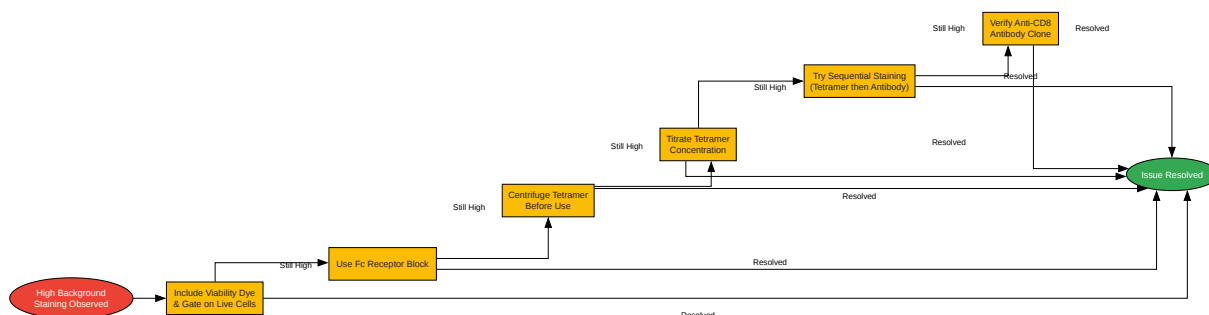 Verify Anti-CD8
Antibody Clone
Still High
Resolved
Try Sequential Staining
(Tetramer then Antibody)
Resolved
Still High
Titrate Tetramer
Concentration
Still High
Resolved
Issue Resolved
Centrifuge Tetramer
Before Use
Resolved
Still High
Use Fc Receptor Block
Still High
Resolved
High Background
Staining Observed
Include Viability Dye
& Gate on Live Cells
Resolved